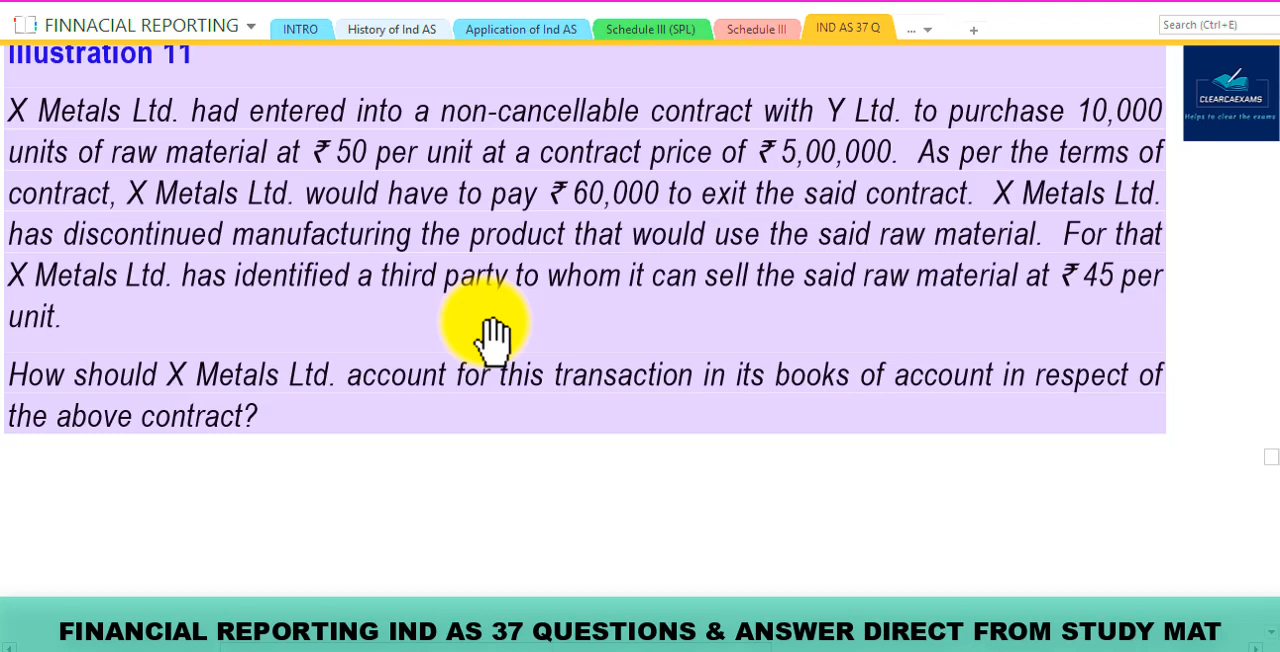 FINNACIAL REPORTING
INTRO
History of Ind AS
Application of Ind AS
Schedule III (SPL)
Schedule III
IND AS 37 Q
...
+
Search (Ctrl+E)
Illustration 11
CLEARCAEXAMS
Helps to clear the exams
X Metals Ltd. had entered into a non-cancellable contract with Y Ltd. to purchase 10,000
units of raw material at ₹ 50 per unit at a contract price of ₹ 5,00,000. As per the terms of
contract, X Metals Ltd. would have to pay ₹ 60,000 to exit the said contract. X Metals Ltd.
has discontinued manufacturing the product that would use the said raw material. For that
X Metals Ltd. has identified a third party to whom it can sell the said raw material at ₹ 45 per
unit.
How should X Metals Ltd. account for this transaction in its books of account in respect of
the above contract?
FINANCIAL REPORTING IND AS 37 QUESTIONS & ANSWER DIRECT FROM STUDY MAT